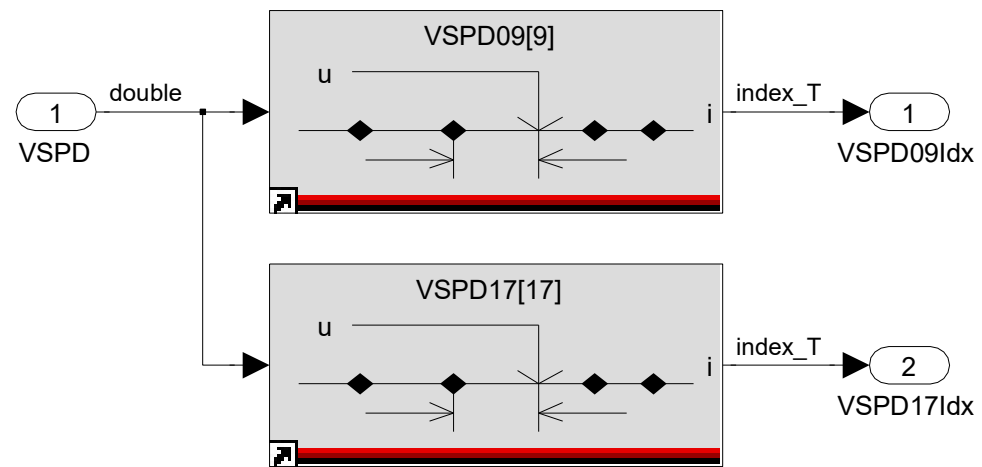 VSPD09[9]
u
double
index_T
1
i
1
VSPD
VSPD09Idx
VSPD17[17]
u
index_T
i
2
VSPD17Idx